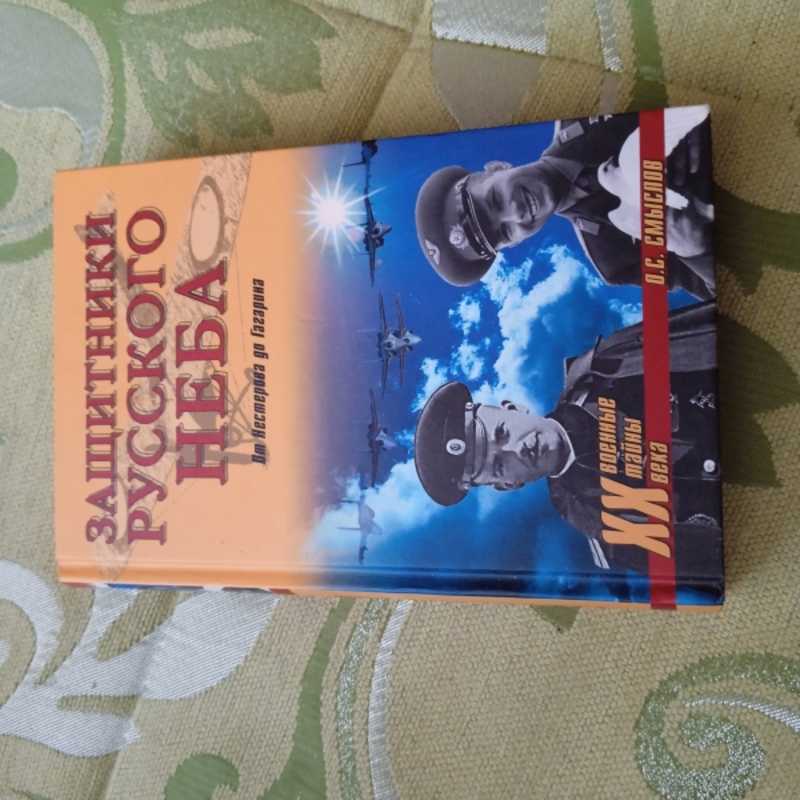 ЗАЩИТНИКИ
РУССКОГО
НЕБА
От Нестерова до Гагарина
XX военные
тайны
века
О.С. СМЫСЛОВ